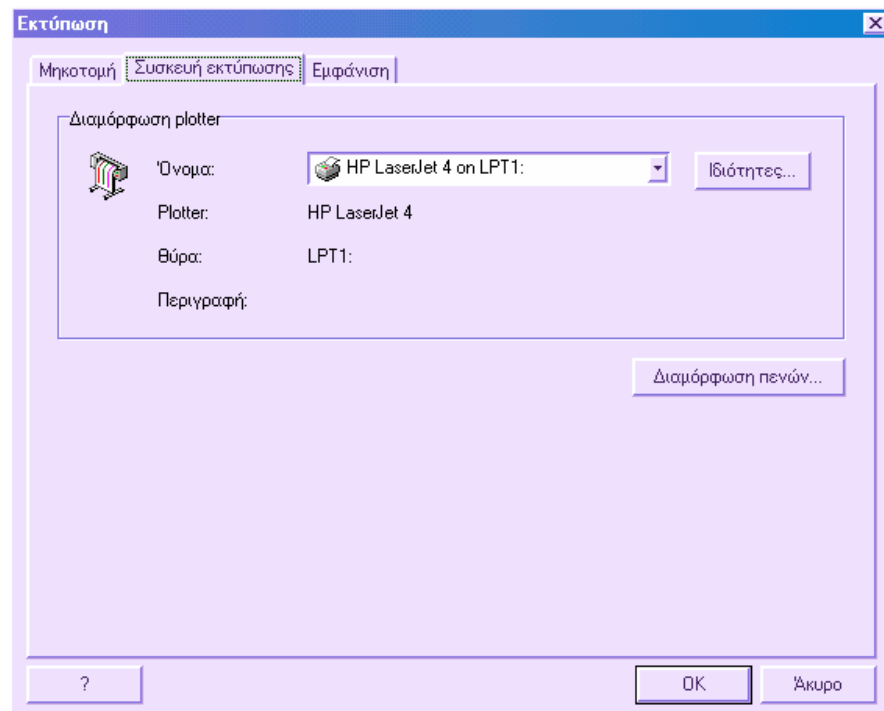 Εκτύπωση
Μηκοτομή Συσκευή εκτύπωσης Εμφάνιση
Διαμόρφωση plotter
Όνομα: HP LaserJet 4 on LPT1: Ιδιότητες...
Plotter: HP LaserJet 4
Θύρα: LPT1:
Περιγραφή:
Διαμόρφωση πενών...
? OK Άκυρο